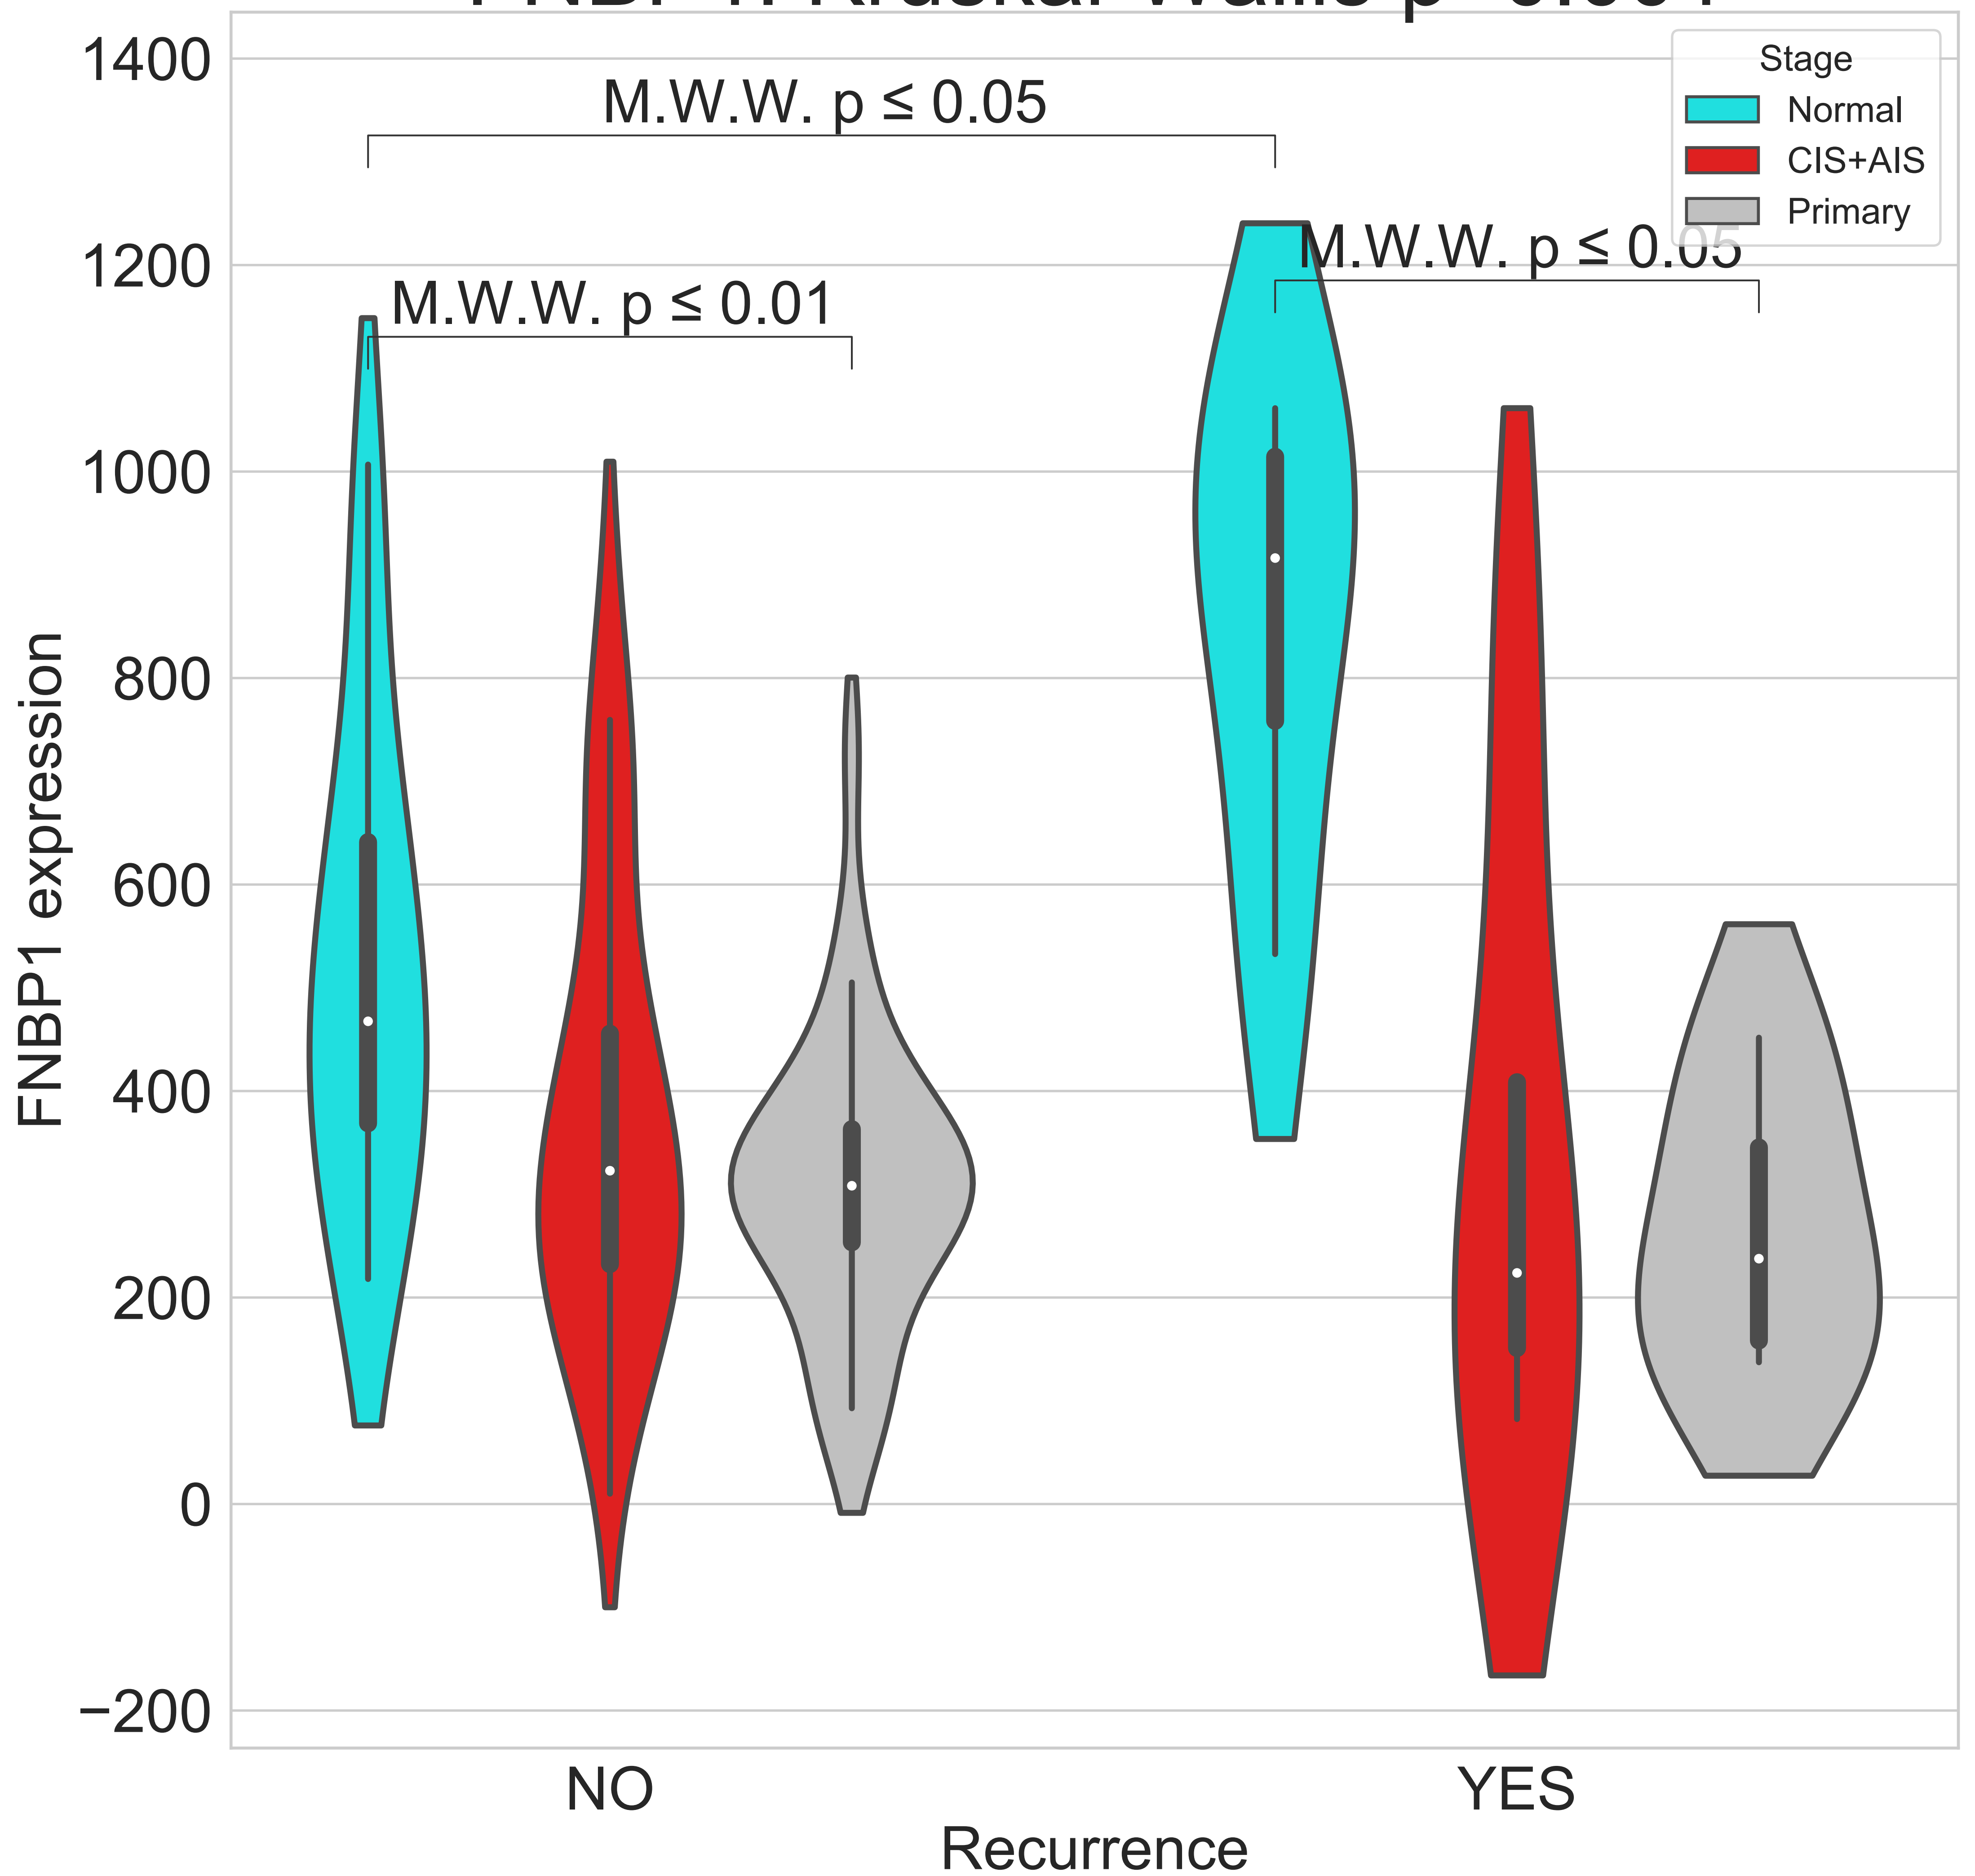 1400
1200
1000
800
600
400
200
0
−200
FNBP1 expression
M.W.W. p ≤ 0.05
M.W.W. p ≤ 0.01
M.W.W. p ≤ 0.05
Stage
Normal
CIS+AIS
Primary
NO
YES
Recurrence